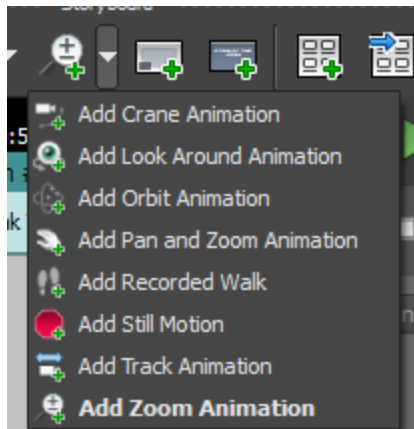 Storyboard
:5
Add Crane Animation
Add Look Around Animation
Add Orbit Animation
Add Pan and Zoom Animation
Add Recorded Walk
Add Still Motion
Add Track Animation
Add Zoom Animation